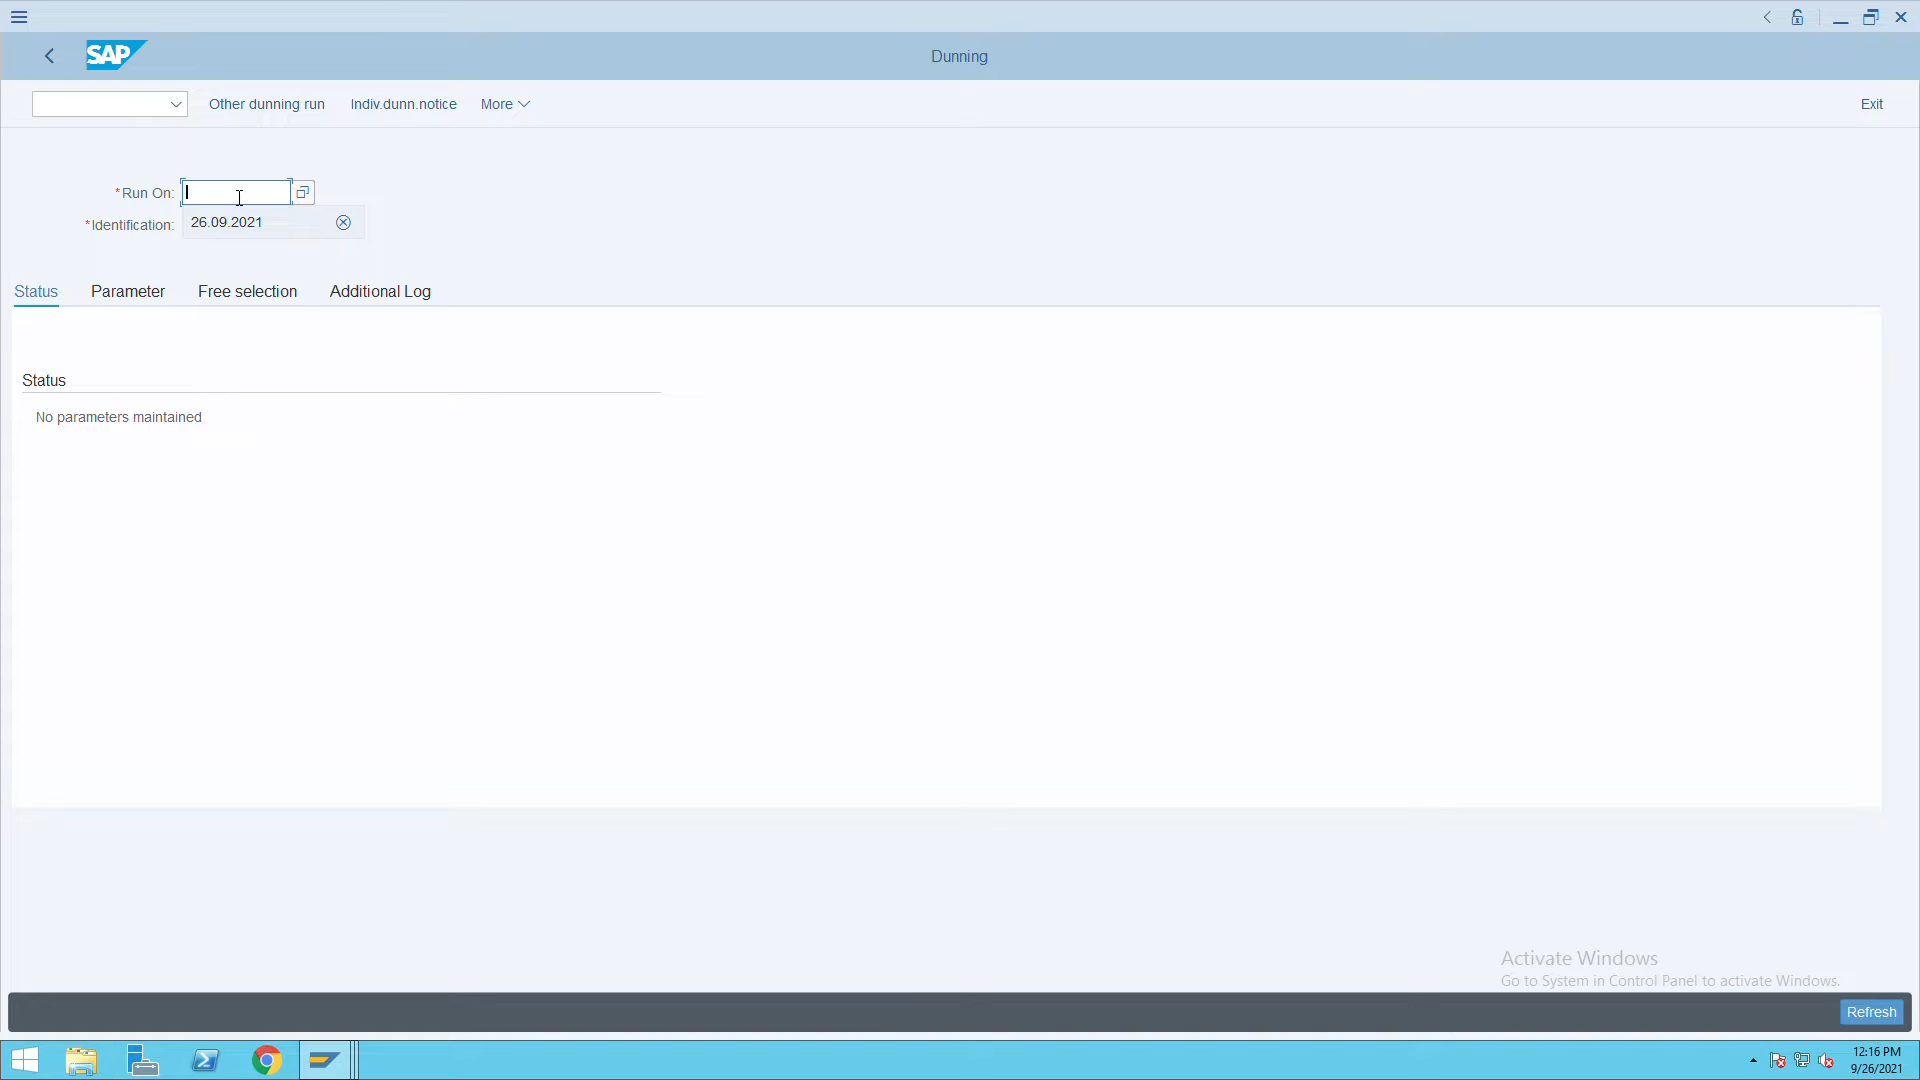 SAP
Dunning
Other dunning run
Indiv.dunn.notice
More
Exit
*Run On:
*Identification:
26.09.2021
Status
Parameter
Free selection
Additional Log
Status
No parameters maintained
Activate Windows
Go to System in Control Panel to activate Windows.
Refresh
12:16 PM
9/26/2021